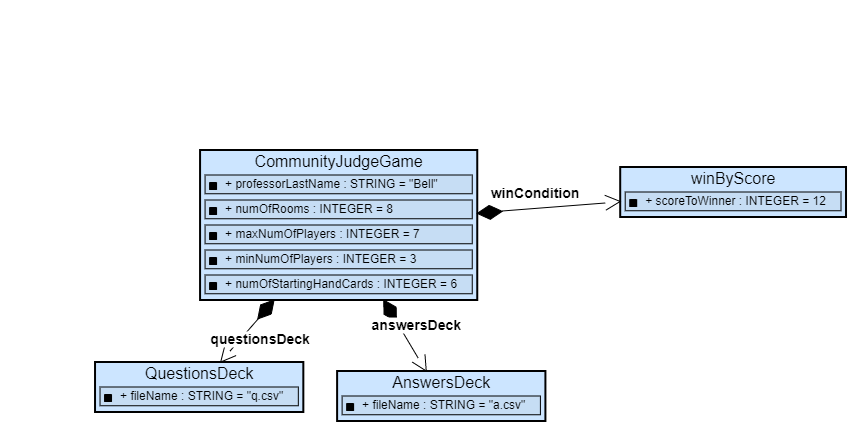 CommunityJudgeGame
+ professorLastName : STRING = "Bell"
+ numOfRooms : INTEGER = 8
+ maxNumOfPlayers : INTEGER = 7
+ minNumOfPlayers : INTEGER = 3
+ numOfStartingHandCards : INTEGER = 6
winCondition
winByScore
+ scoreToWinner : INTEGER = 12
questionsDeck
answersDeck
QuestionsDeck
+ fileName : STRING = "q.csv"
AnswersDeck
+ fileName : STRING = "a.csv"